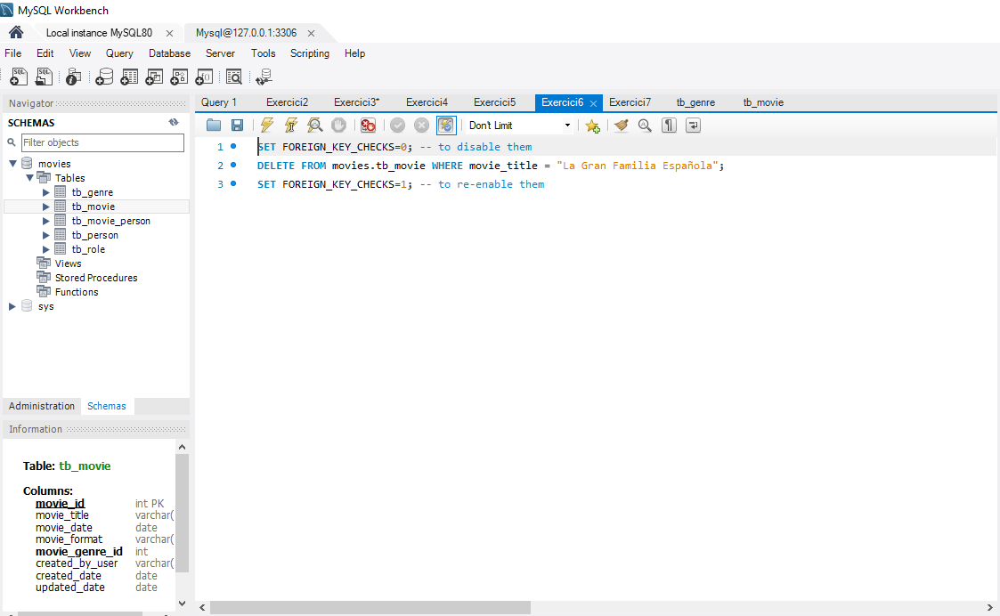 MySQL Workbench
Local instance MySQL80
Mysql@127.0.0.1:3306
File Edit View Query Database Server Tools Scripting Help
Navigator
SCHEMAS
Filter objects
movies
Tables
tb_genre
tb_movie
tb_movie_person
tb_person
tb_role
Views
Stored Procedures
Functions
sys
Administration Schemas
Information
Table: tb_movie
Columns:
movie_id int PK
movie_title varchar(
movie_date date
movie_format varchar(
movie_genre_id int
created_by_user varchar(
created_date date
updated_date date
Query 1 Exercici2 Exercici3* Exercici4 Exercici5 Exercici6 Exercici7 tb_genre tb_movie
Don't Limit
1 SET FOREIGN_KEY_CHECKS=0; -- to disable them
2 DELETE FROM movies.tb_movie WHERE movie_title = "La Gran Familia Española";
3 SET FOREIGN_KEY_CHECKS=1; -- to re-enable them